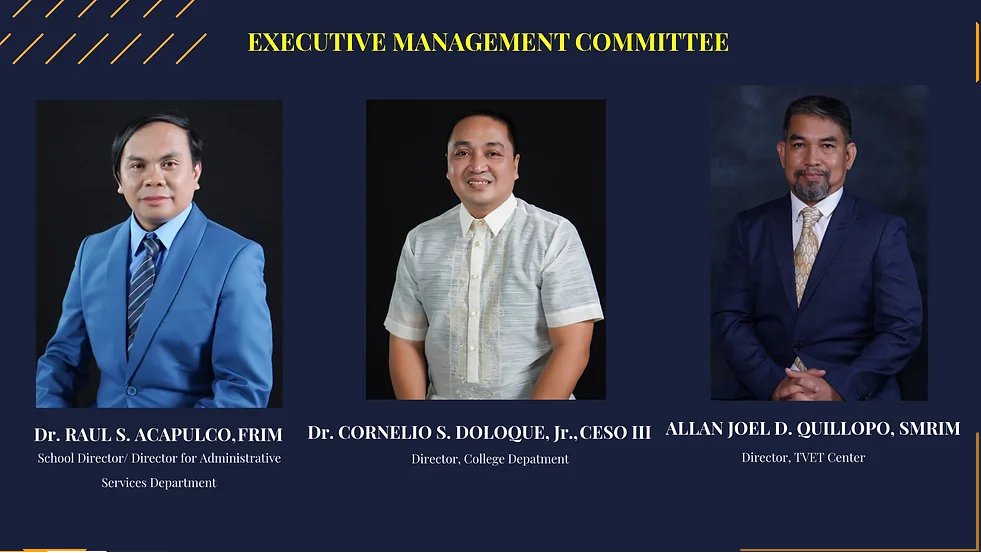 EXECUTIVE MANAGEMENT COMMITTEE
Dr. RAUL S. ACAPULCO,FRIM
School Director/ Director for Administrative
Services Department
Dr. CORNELIO S. DOLOQUE, Jr.,CESO III
Director, College Depatment
ALLAN JOEL D. QUILLOPO, SMRIM
Director, TVET Center